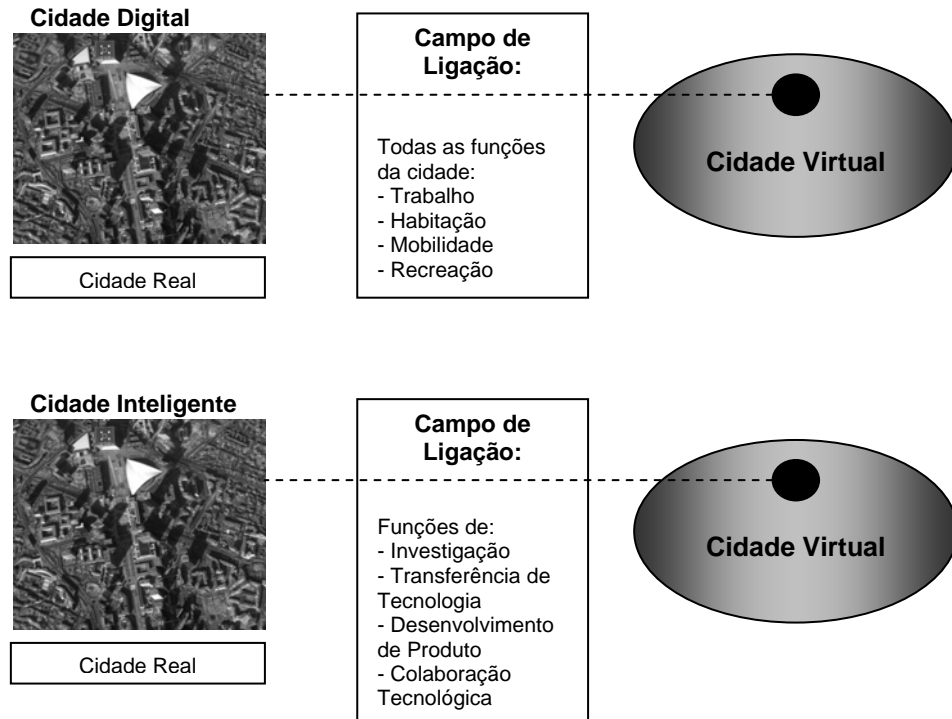 Cidade Digital
Campo de
Ligação:
Todas as funções
da cidade:
- Trabalho
- Habitação
- Mobilidade
- Recreação
Cidade Virtual
Cidade Real
Cidade Inteligente
Campo de
Ligação:
Funções de:
- Investigação
- Transferência de
Tecnologia
- Desenvolvimento
de Produto
- Colaboração
Tecnológica
Cidade Virtual
Cidade Real